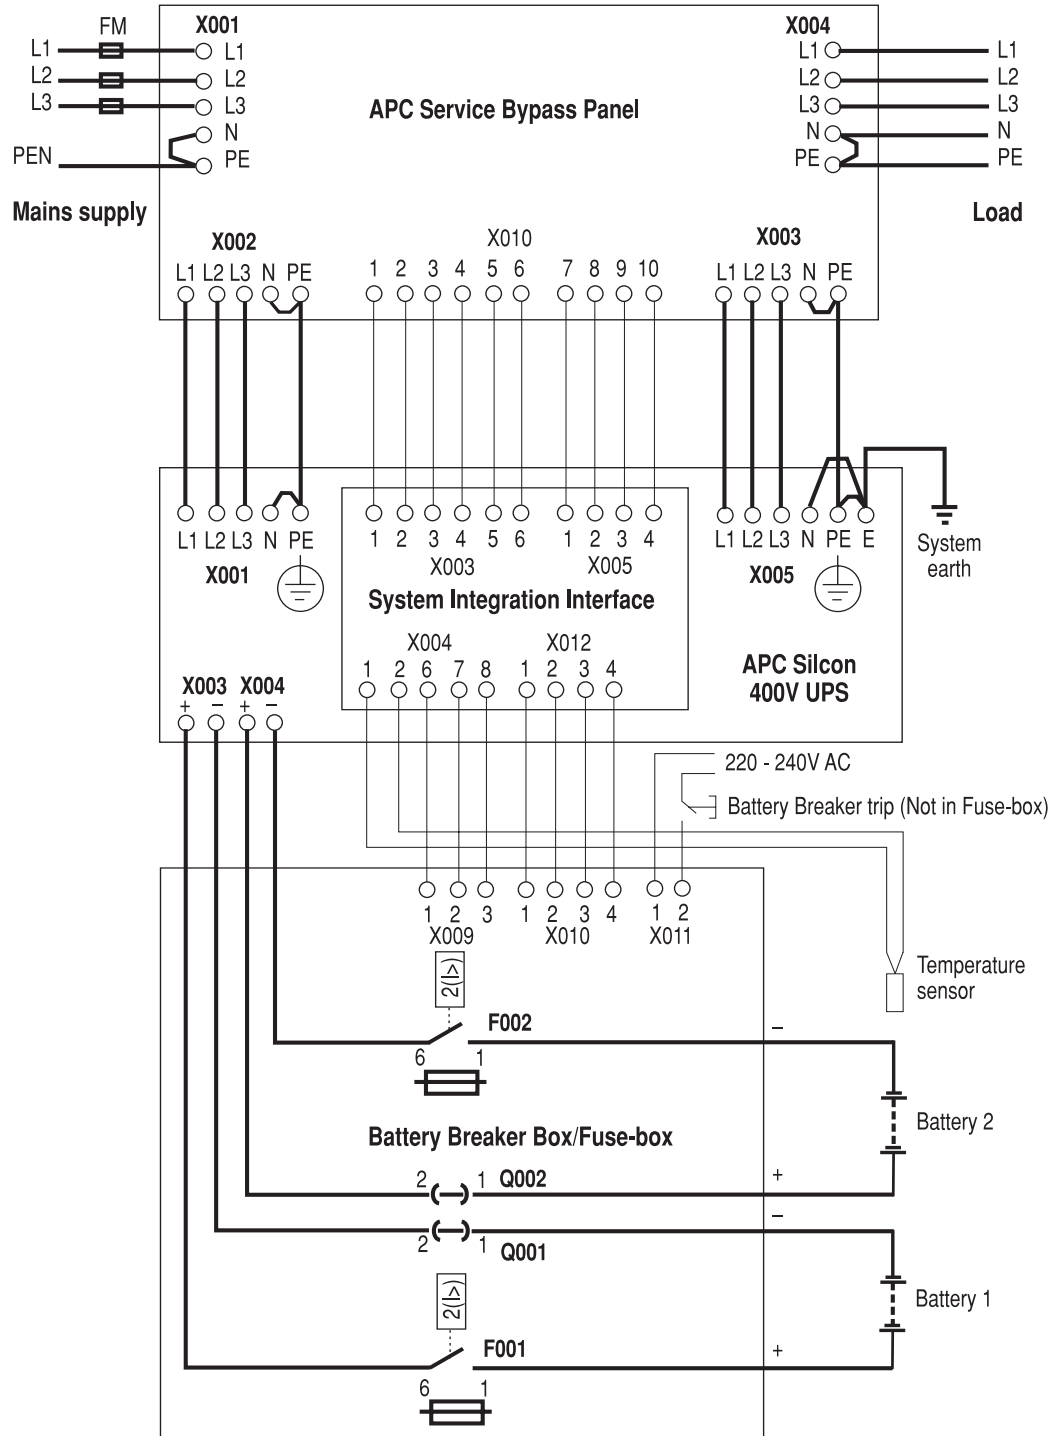 FM X001 X004
L1 L1 L1 L1
L2 L2 L2 L2
L3 L3 L3 L3
APC Service Bypass Panel
N N N
PEN PE PE PE
Mains supply Load
X002 X010 X003
L1 L2 L3 N PE 1 2 3 4 5 6 7 8 9 10 L1 L2 L3 N PE
L1 L2 L3 N PE 1 2 3 4 5 6 1 2 3 4 L1 L2 L3 N PE E
System
earth
X001 X003 X005 X005
System Integration Interface
X004 X012
1 2 6 7 8 1 2 3 4
APC Silcon
400V UPS
X003 X004
+ − + −
220 - 240V AC
Battery Breaker trip (Not in Fuse-box)
1 2 3 1 2 3 4 1 2
X009 X010 X011
2(I>)
Temperature
sensor
F002 −
6 1
Battery 2
Battery Breaker Box/Fuse-box
2 1 Q002 +
−
2 1 Q001
2(I>)
Battery 1
F001 +
6 1